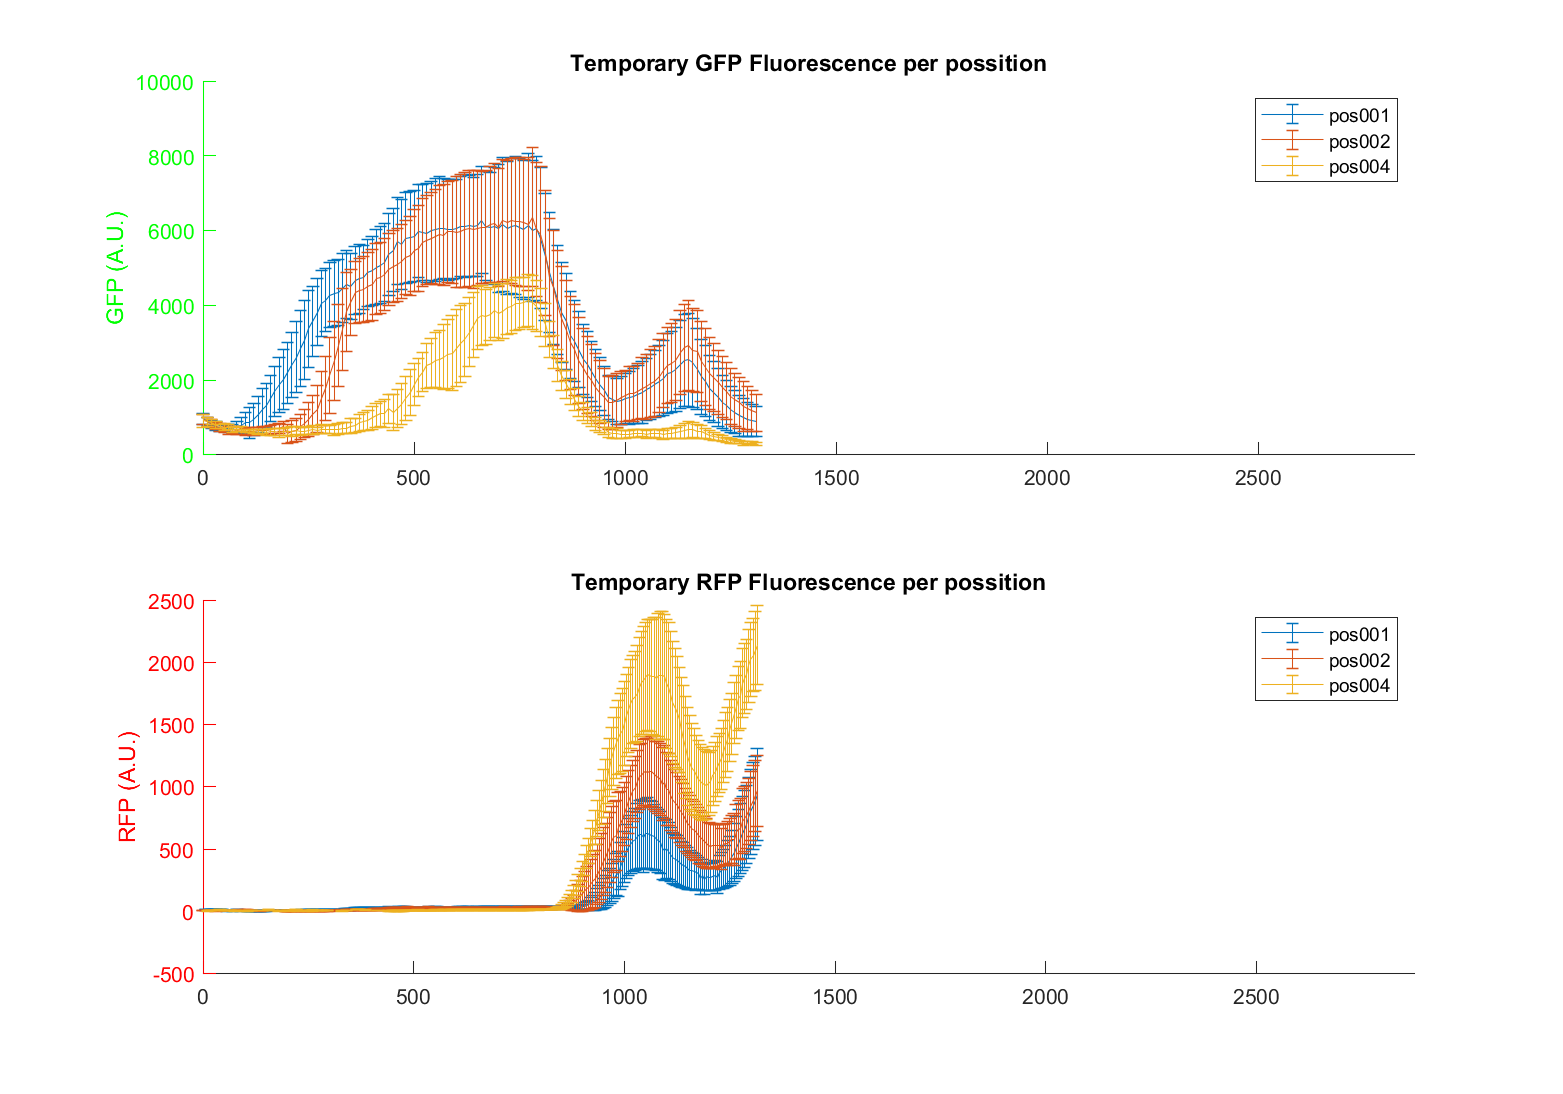 Temporary GFP Fluorescence per possition
10000
8000
6000
4000
2000
0
GFP (A.U.)
pos001
pos002
pos004
0 500 1000 1500 2000 2500
Temporary RFP Fluorescence per possition
2500
2000
1500
1000
500
0
-500
RFP (A.U.)
pos001
pos002
pos004
0 500 1000 1500 2000 2500